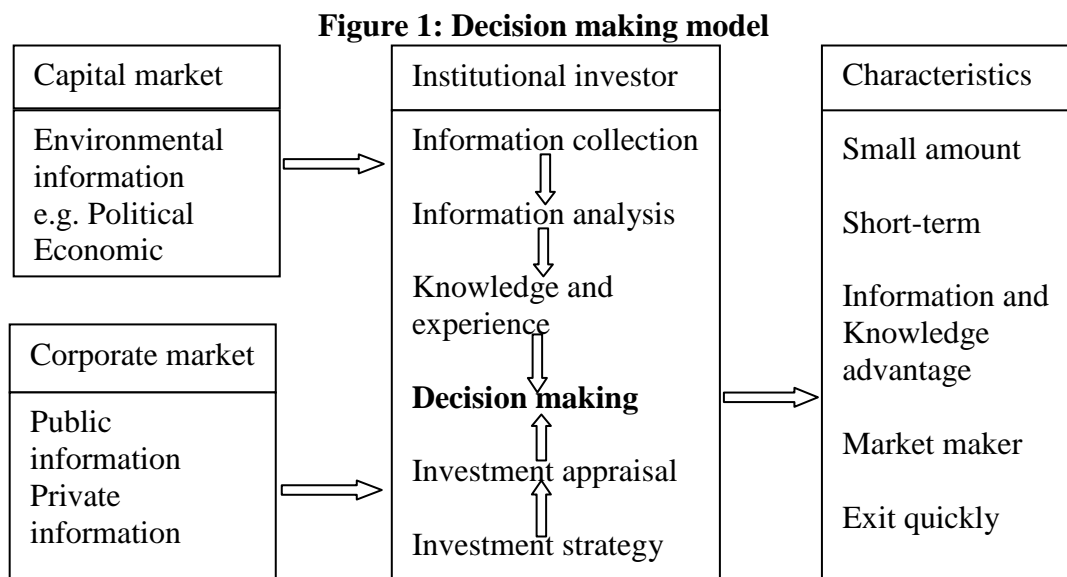 Figure 1: Decision making model
Capital market
Environmental
information
e.g. Political
Economic
Corporate market
Public
information
Private
information
Institutional investor
Information collection
Information analysis
Knowledge and
experience
Decision making
Investment appraisal
Investment strategy
Characteristics
Small amount
Short-term
Information and
Knowledge
advantage
Market maker
Exit quickly